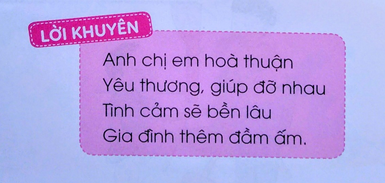 LỜI KHUYÊN
Anh chị em hoà thuận
Yêu thương, giúp đỡ nhau
Tình cảm sẽ bền lâu
Gia đình thêm đầm ấm.